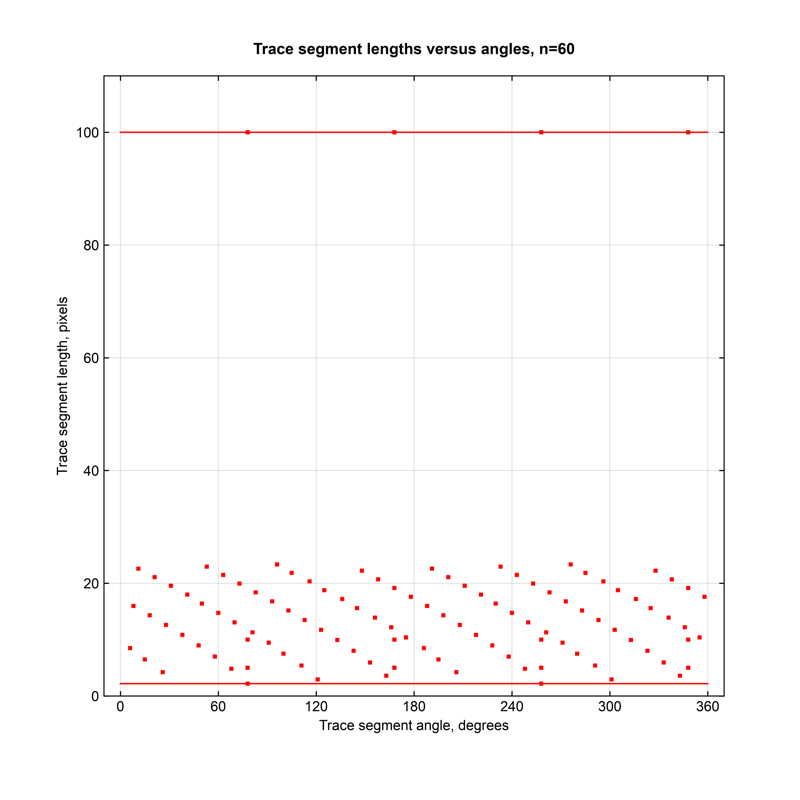 Trace segment lengths versus angles, n=60
100
80
60
40
20
0
Trace segment length, pixels
0 60 120 180 240 300 360
Trace segment angle, degrees